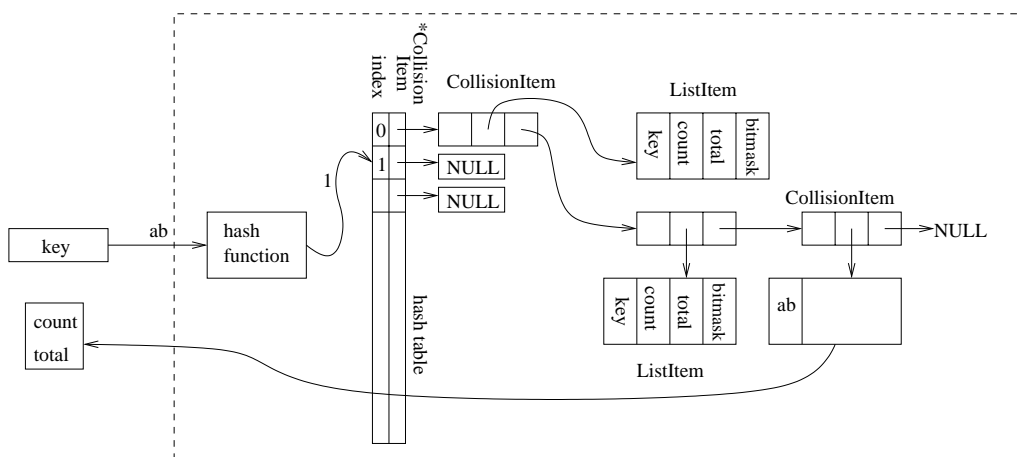 *Collision
Item
index
CollisionItem
ListItem
0
key
count
total
bitmask
1
NULL
1
NULL
CollisionItem
ab
key
hash
function
NULL
hash table
key
count
total
bitmask
ab
count
total
ListItem